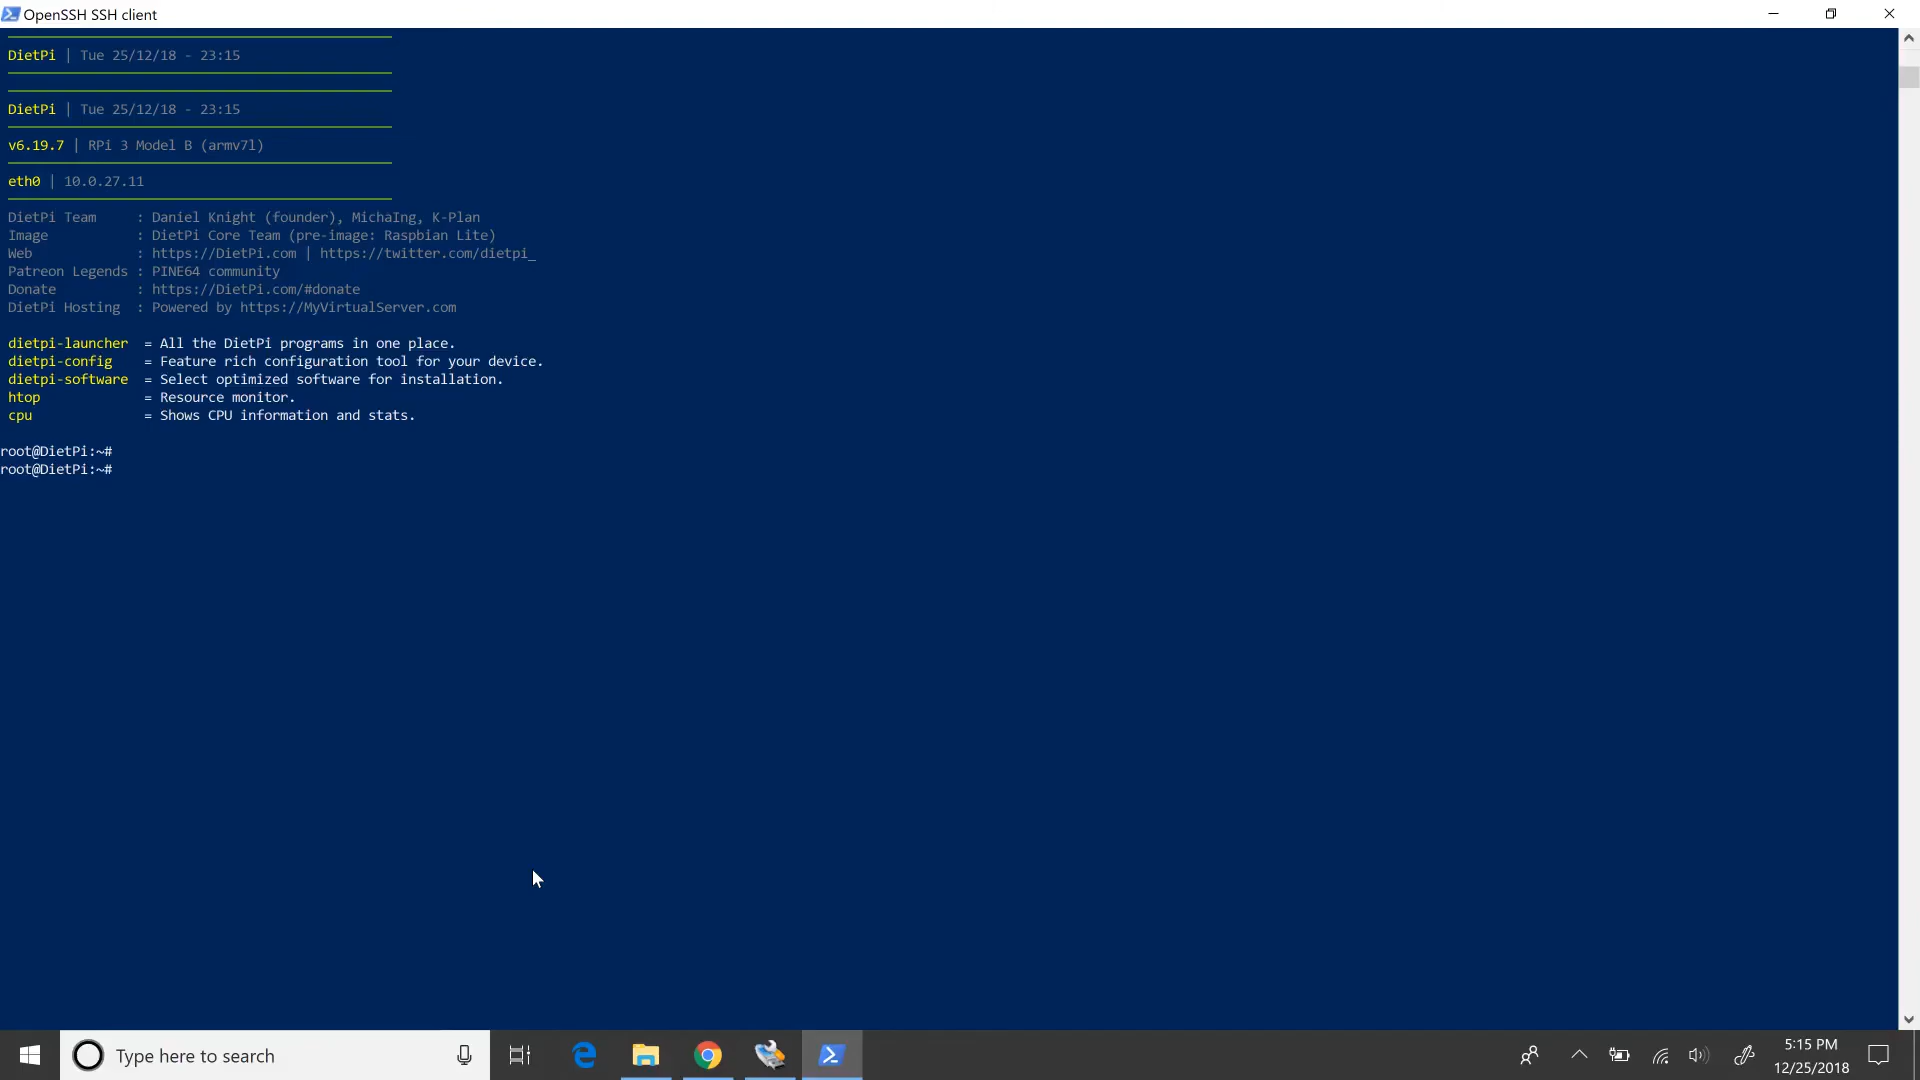 OpenSSH SSH client
DietPi | Tue 25/12/18 - 23:15
DietPi | Tue 25/12/18 - 23:15
v6.19.7 | RPi 3 Model B (armv7l)
eth0 | 10.0.27.11
DietPi Team     : Daniel Knight (founder), MichaIng, K-Plan
Image           : DietPi Core Team (pre-image: Raspbian Lite)
Web             : https://DietPi.com | https://twitter.com/dietpi_
Patreon Legends : PINE64 community
Donate          : https://DietPi.com/#donate
DietPi Hosting  : Powered by https://MyVirtualServer.com
dietpi-launcher  = All the DietPi programs in one place.
dietpi-config    = Feature rich configuration tool for your device.
dietpi-software  = Select optimized software for installation.
htop             = Resource monitor.
cpu              = Shows CPU information and stats.
root@DietPi:~#
root@DietPi:~#
Type here to search
5:15 PM
12/25/2018